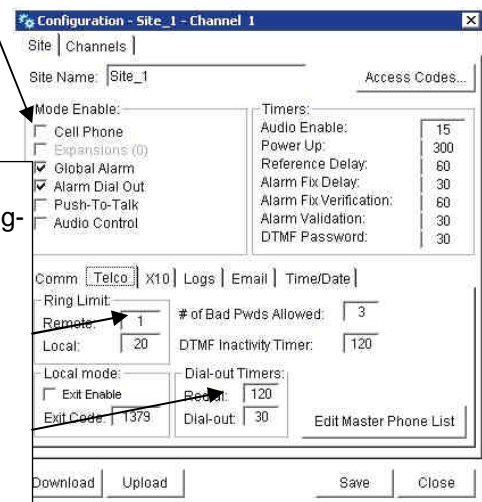 Configuration - Site_1 - Channel 1
Site Channels
Site Name: Site_1 Access Codes...
Mode Enable:
Cell Phone
Expansions (0)
Global Alarm
Alarm Dial Out
Push-To-Talk
Audio Control
Timers:
Audio Enable: 15
Power Up: 300
Reference Delay: 60
Alarm Fix Delay: 30
Alarm Fix Verification: 60
Alarm Validation: 30
DTMF Password: 30
g-
Comm Telco X10 Logs Email Time/Date
Ring Limit:
Remote: 1
Local: 20
# of Bad Pwds Allowed: 3
DTMF Inactivity Timer: 120
Local mode:
Exit Enable
Exit Code: 1379
Dial-out Timers:
Redial: 120
Dial-out: 30
Edit Master Phone List
Download Upload Save Close